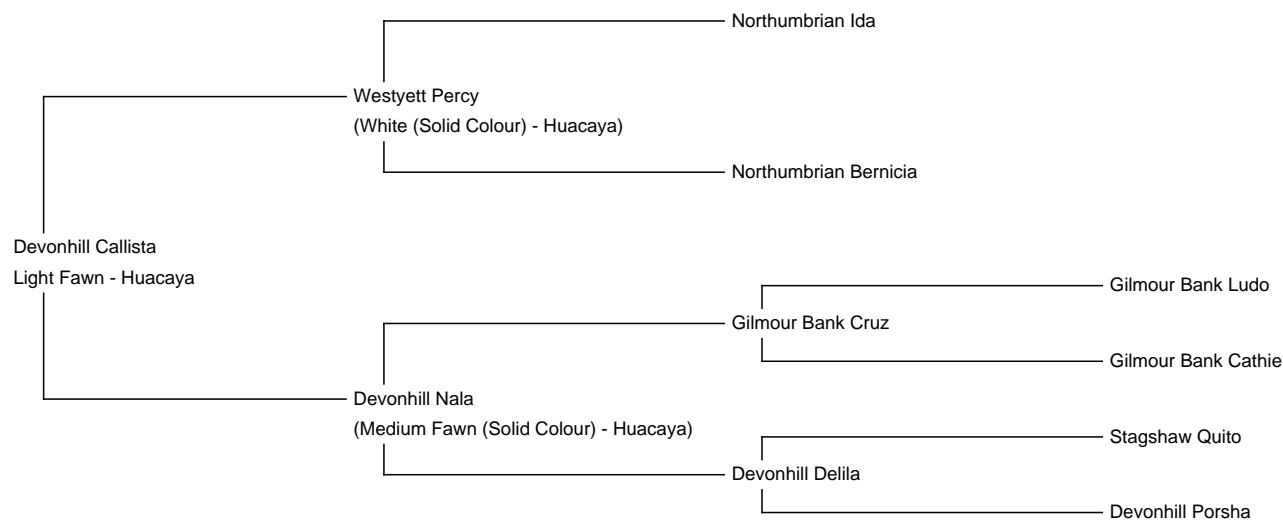 Northumbrian Ida
Westyett Percy
(White (Solid Colour) - Huacaya)
Northumbrian Bernicia
Devonhill Callista
Light Fawn - Huacaya
Gilmour Bank Ludo
Gilmour Bank Cruz
Gilmour Bank Cathie
Devonhill Nala
(Medium Fawn (Solid Colour) - Huacaya)
Stagshaw Quito
Devonhill Delila
Devonhill Porsha